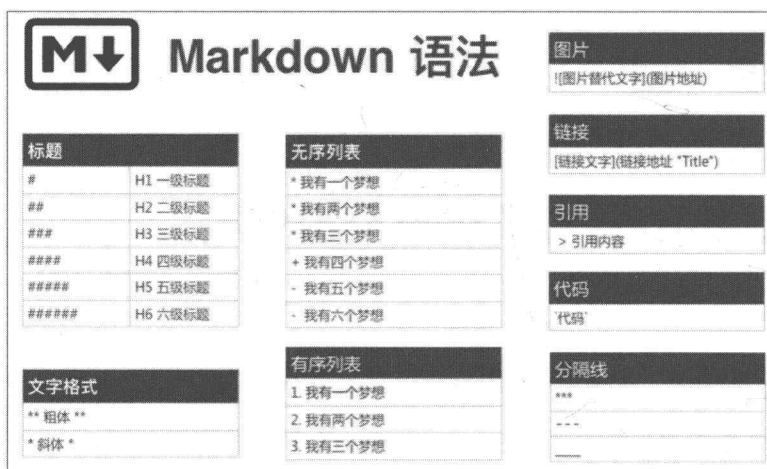 M↓ Markdown 语法
标题
# H1 一级标题
## H2 二级标题
### H3 三级标题
#### H4 四级标题
##### H5 五级标题
###### H6 六级标题
文字格式
** 粗体 **
* 斜体 *
无序列表
* 我有一个梦想
* 我有两个梦想
* 我有三个梦想
+ 我有四个梦想
- 我有五个梦想
- 我有六个梦想
有序列表
1. 我有一个梦想
2. 我有两个梦想
3. 我有三个梦想
图片
![图片替代文字](图片地址)
链接
[链接文字](链接地址 "Title")
引用
> 引用内容
代码
`代码`
分隔线
***
---
___